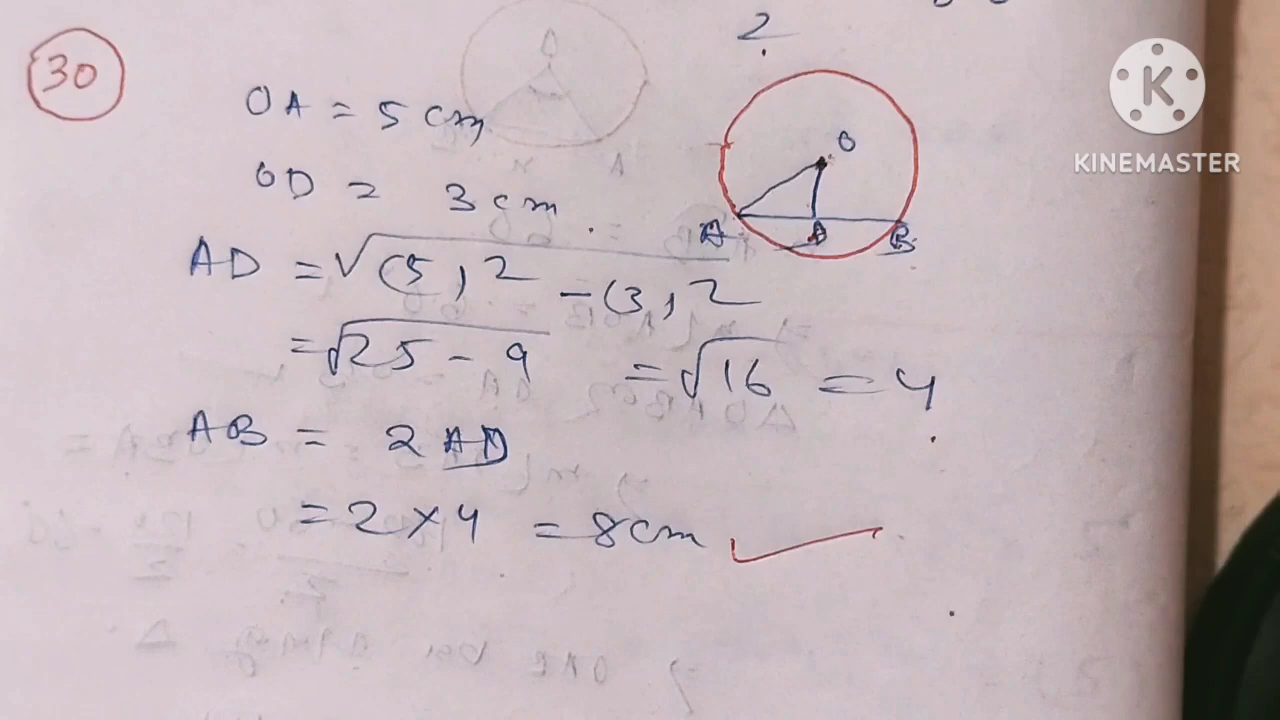 2
30
OA = 5 cm
OD = 3 cm
AD = √(5)2 - (3)2
= √25 - 9 = √16 = 4
AB = 2 AD
= 2 × 4 = 8 cm
O
A D B
K
KINEMASTER